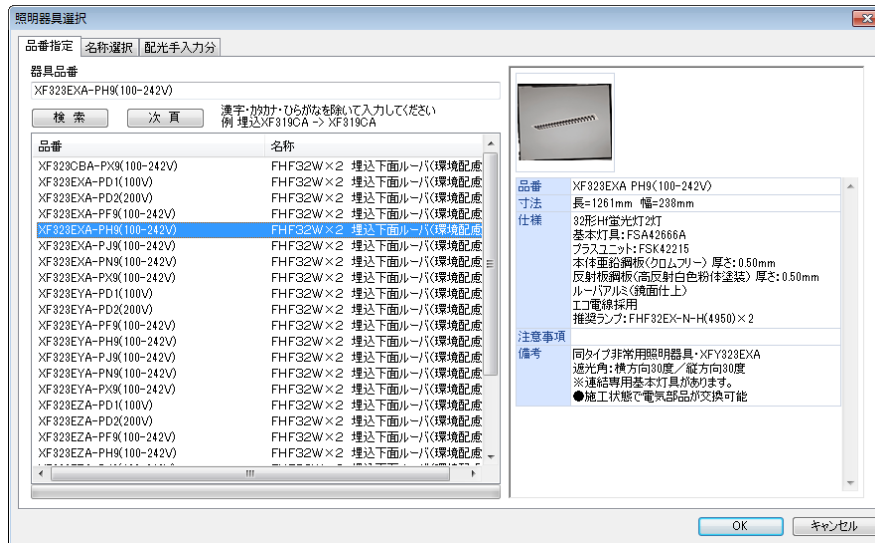 照明器具選択
品番指定 名称選択 配光手入力分
器具品番
XF323EXA-PH9(100-242V)
検 索 次 頁 漢字・カタカナ・ひらがなを除いて入力してください
例 埋込XF319CA -> XF319CA
品番 名称
XF323CBA-PX9(100-242V) FHF32W×2 埋込下面ルーバ(環境配慮
XF323EXA-PD1(100V) FHF32W×2 埋込下面ルーバ(環境配慮
XF323EXA-PD2(200V) FHF32W×2 埋込下面ルーバ(環境配慮
XF323EXA-PF9(100-242V) FHF32W×2 埋込下面ルーバ(環境配慮
XF323EXA-PH9(100-242V) FHF32W×2 埋込下面ルーバ(環境配慮
XF323EXA-PJ9(100-242V) FHF32W×2 埋込下面ルーバ(環境配慮
XF323EXA-PN9(100-242V) FHF32W×2 埋込下面ルーバ(環境配慮
XF323EXA-PX9(100-242V) FHF32W×2 埋込下面ルーバ(環境配慮
XF323EYA-PD1(100V) FHF32W×2 埋込下面ルーバ(環境配慮
XF323EYA-PD2(200V) FHF32W×2 埋込下面ルーバ(環境配慮
XF323EYA-PF9(100-242V) FHF32W×2 埋込下面ルーバ(環境配慮
XF323EYA-PH9(100-242V) FHF32W×2 埋込下面ルーバ(環境配慮
XF323EYA-PJ9(100-242V) FHF32W×2 埋込下面ルーバ(環境配慮
XF323EYA-PN9(100-242V) FHF32W×2 埋込下面ルーバ(環境配慮
XF323EYA-PX9(100-242V) FHF32W×2 埋込下面ルーバ(環境配慮
XF323EZA-PD1(100V) FHF32W×2 埋込下面ルーバ(環境配慮
XF323EZA-PD2(200V) FHF32W×2 埋込下面ルーバ(環境配慮
XF323EZA-PF9(100-242V) FHF32W×2 埋込下面ルーバ(環境配慮
XF323EZA-PH9(100-242V) FHF32W×2 埋込下面ルーバ(環境配慮
品番 XF323EXA PH9(100-242V)
寸法 長=1261mm 幅=238mm
仕様 32形Hf蛍光灯2灯
基本灯具:FSA42666A
プラスユニット:FSK42215
本体亜鉛鋼板(クロムフリー) 厚さ:0.50mm
反射板鋼板(高反射白色粉体塗装) 厚さ:0.50mm
ルーバアルミ(鏡面仕上)
エコ電線採用
推奨ランプ:FHF32EX-N-H(4950)×2
注意事項
備考 同タイプ非常用照明器具・XFY323EXA
遮光角:横方向30度/縦方向30度
※連結専用基本灯具があります。
●施工状態で電気部品が交換可能
OK キャンセル